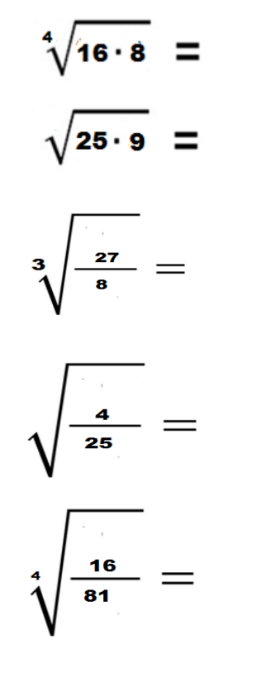 ⁴√16 · 8 =
√25 · 9 =
³√27/8 =
√4/25 =
⁴√16/81 =